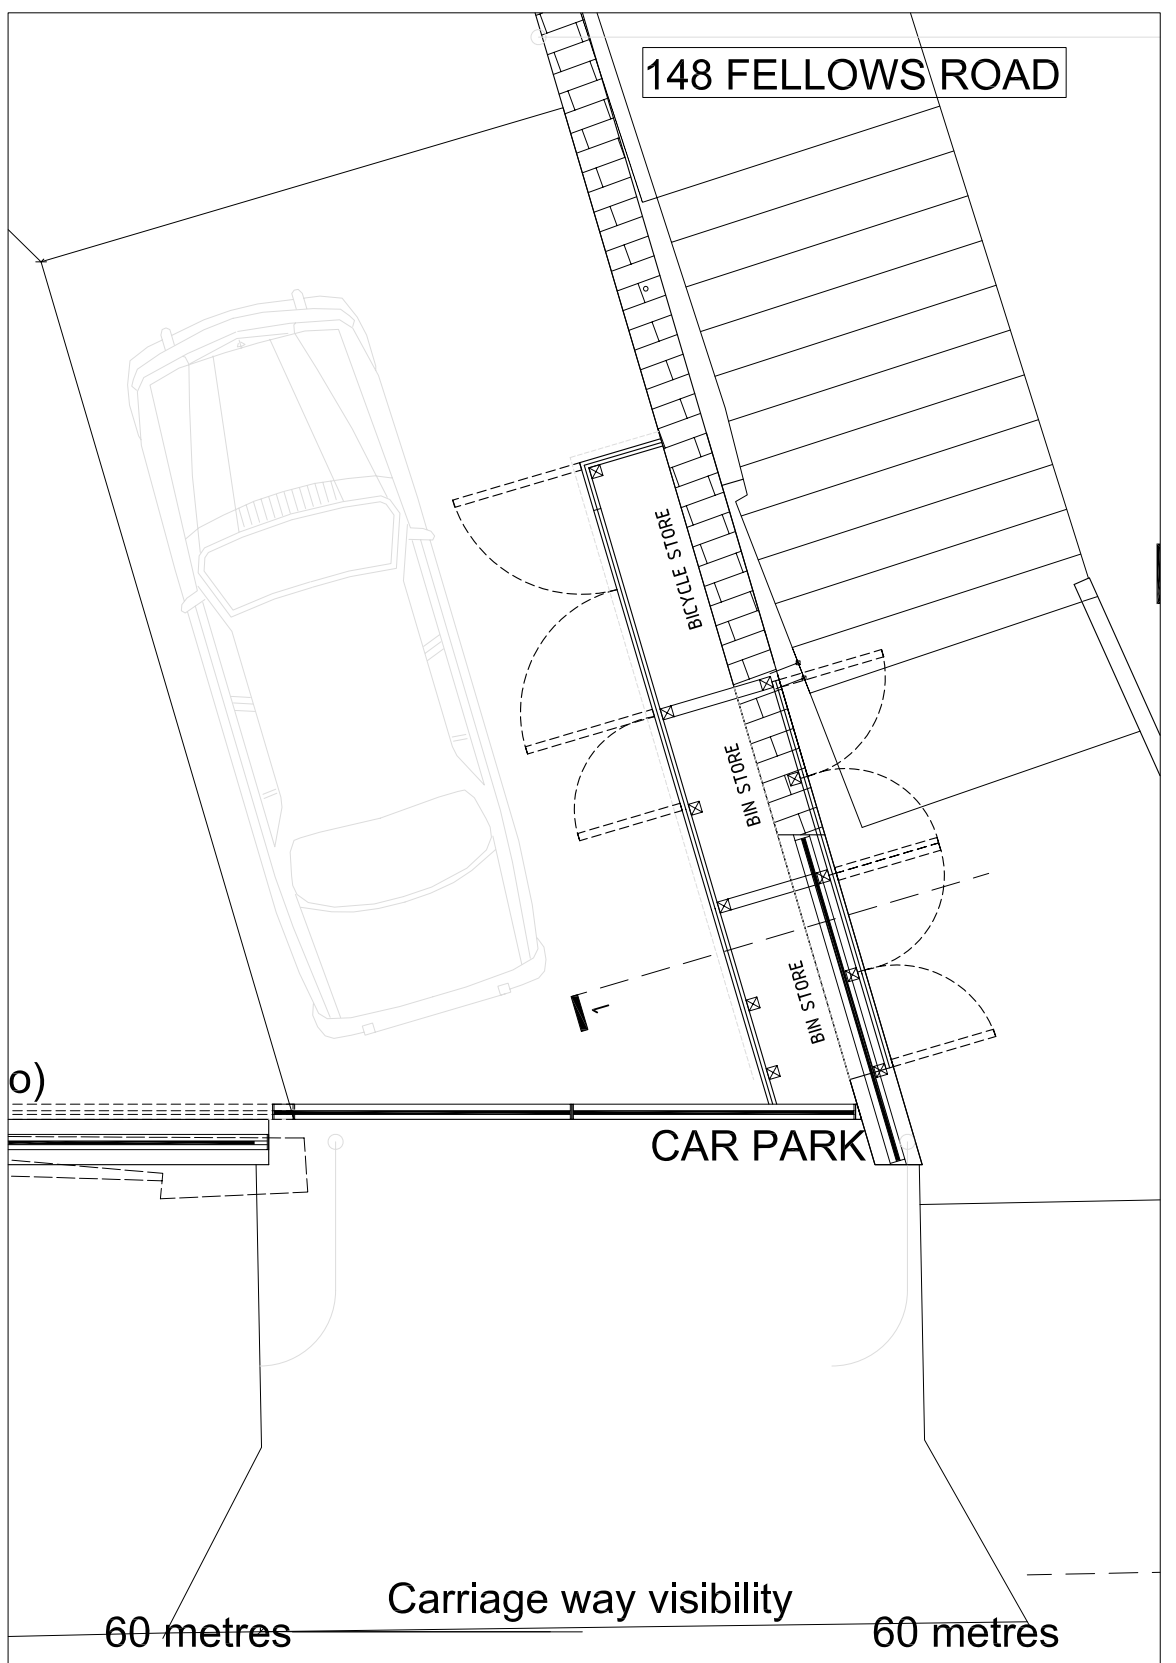 148 FELLOWS ROAD
BICYCLE STORE
BIN STORE
BIN STORE
1
o)
CAR PARK
Carriage way visibility
60 metres
60 metres